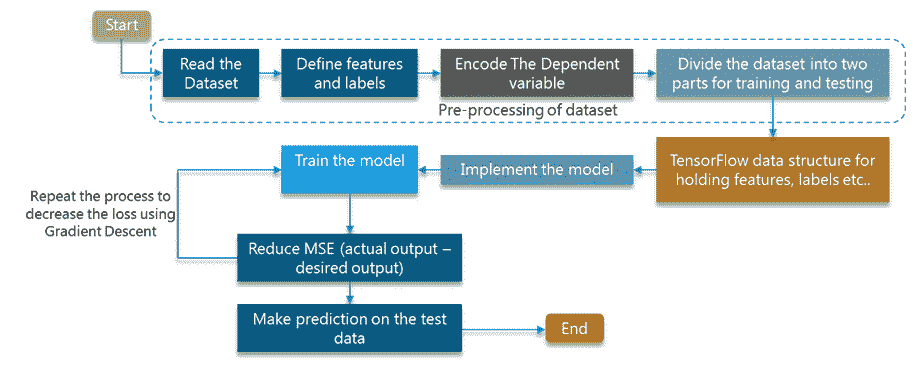 Start
Read the
Dataset
Define features
and labels
Encode The Dependent
variable
Divide the dataset into two
parts for training and testing
Pre-processing of dataset
TensorFlow data structure for
holding features, labels etc..
Implement the model
Train the model
Repeat the process to
decrease the loss using
Gradient Descent
Reduce MSE (actual output –
desired output)
Make prediction on the test
data
End